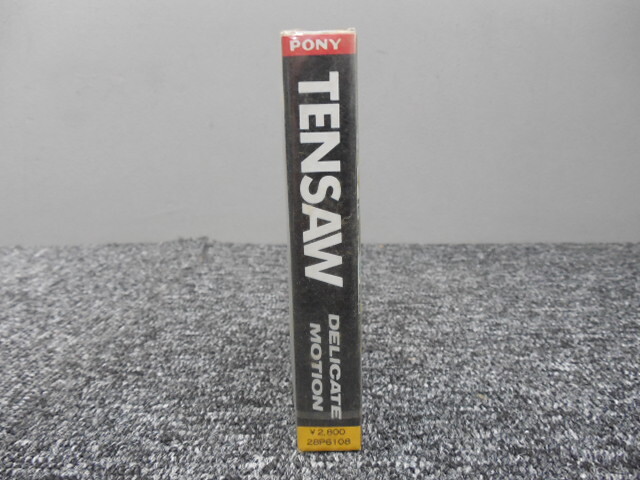 PONY
TENSAW
DELICATE
MOTION
¥2,800
28P6108